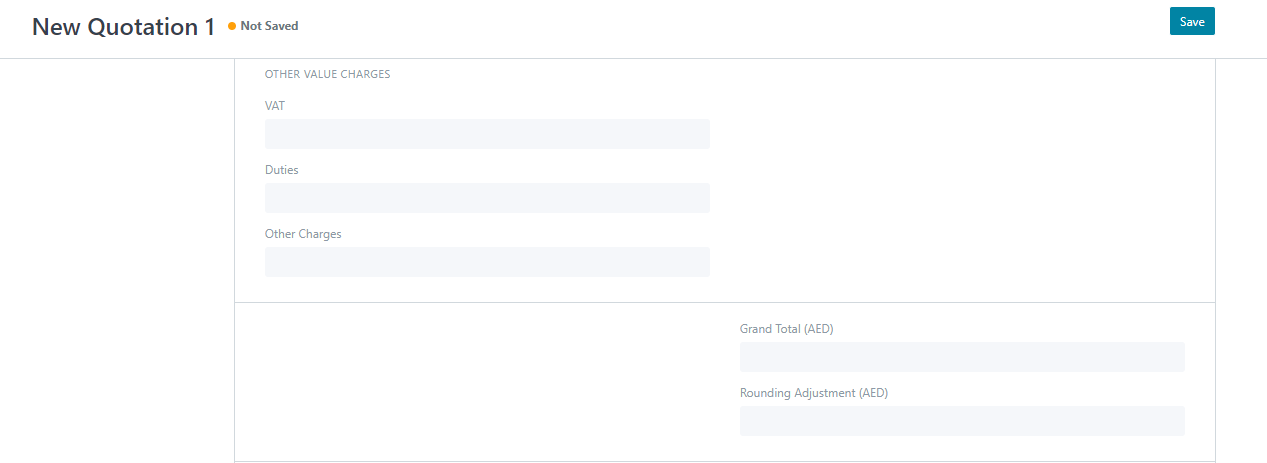 New Quotation 1
Not Saved
Save
OTHER VALUE CHARGES
VAT
Duties
Other Charges
Grand Total (AED)
Rounding Adjustment (AED)